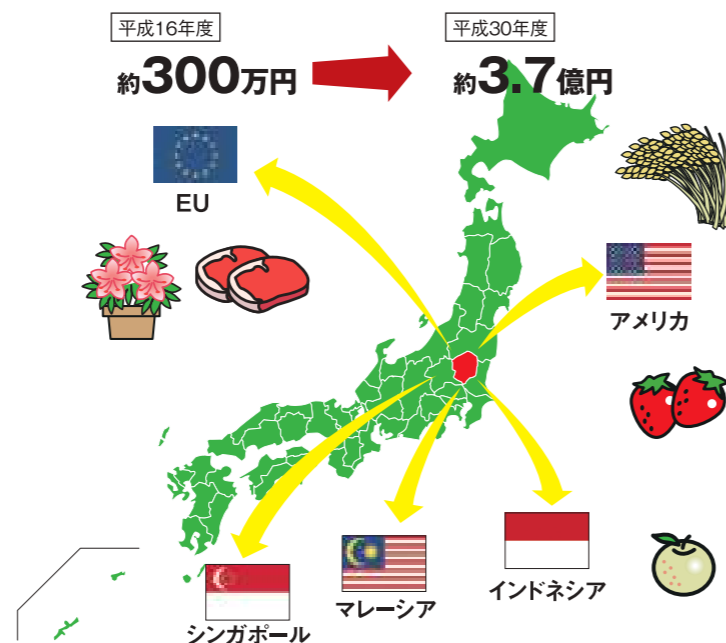 平成16年度
平成30年度
約300万円
約3.7億円
EU
アメリカ
インドネシア
マレーシア
シンガポール